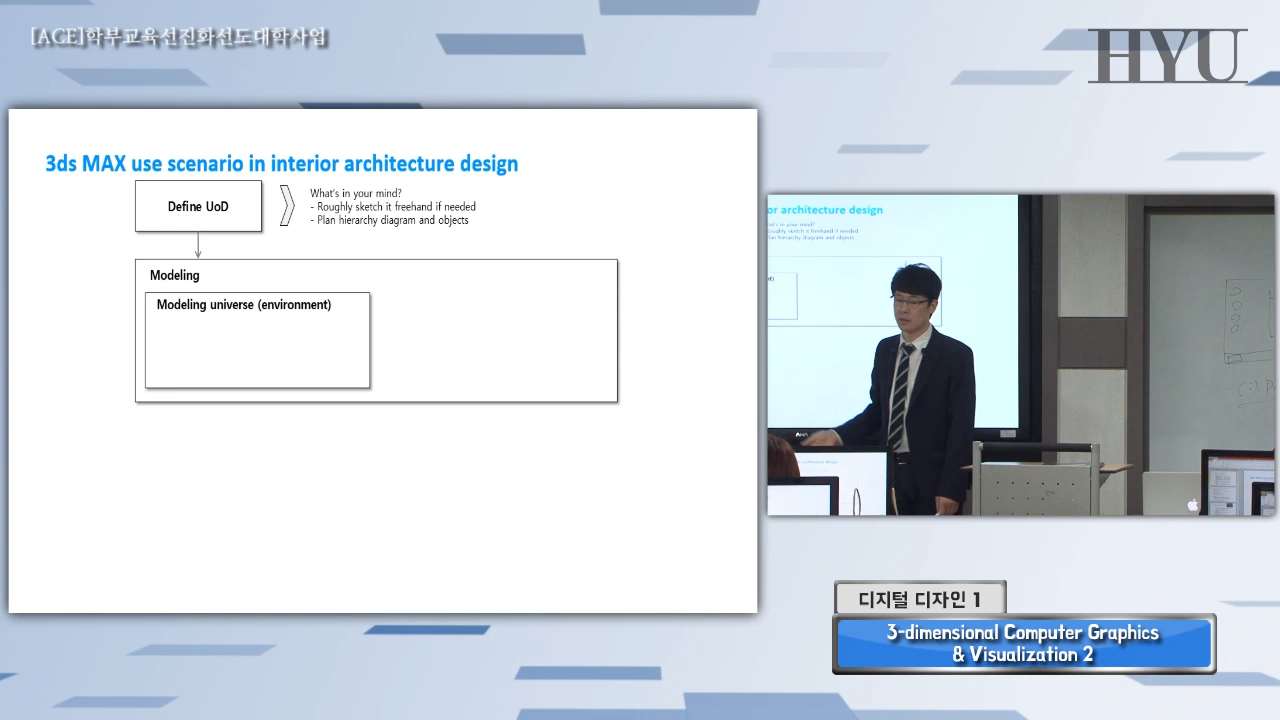 [ACE]학부교육선진화선도대학사업
HYU
3ds MAX use scenario in interior architecture design
Define UoD
What's in your mind?
- Roughly sketch it freehand if needed
- Plan hierarchy diagram and objects
Modeling
Modeling universe (environment)
or architecture design
디지털 디자인 1
3-dimensional Computer Graphics
& Visualization 2